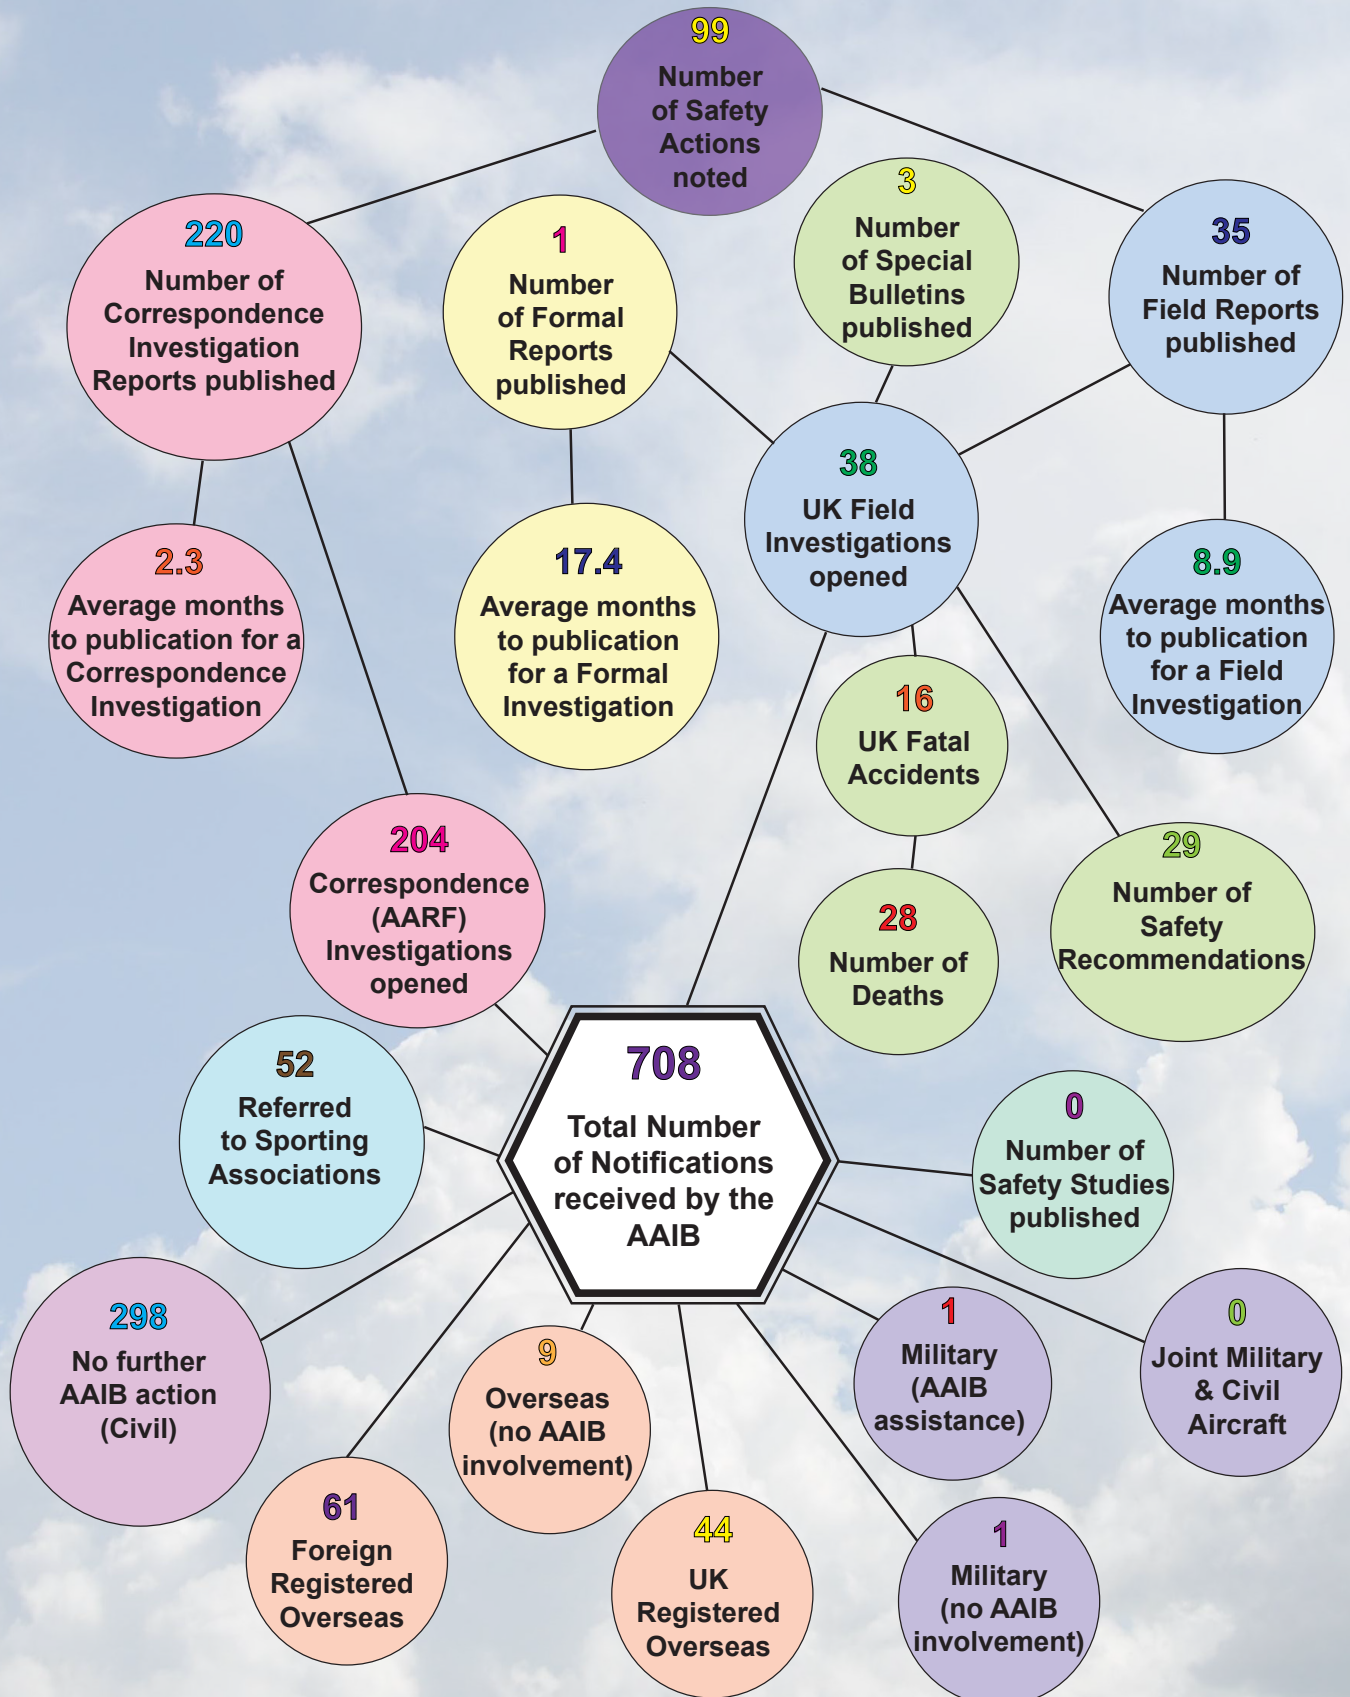 99
Number
of Safety
Actions
noted
220
Number of
Correspondence
Investigation
Reports published
1
Number
of Formal
Reports
published
3
Number
of Special
Bulletins
published
35
Number of
Field Reports
published
2.3
Average months
to publication for a
Correspondence
Investigation
17.4
Average months
to publication
for a Formal
Investigation
38
UK Field
Investigations
opened
8.9
Average months
to publication
for a Field
Investigation
16
UK Fatal
Accidents
204
Correspondence
(AARF)
Investigations
opened
28
Number of
Deaths
29
Number of
Safety
Recommendations
52
Referred
to Sporting
Associations
708
Total Number
of Notifications
received by the
AAIB
0
Number of
Safety Studies
published
298
No further
AAIB action
(Civil)
61
Foreign
Registered
Overseas
9
Overseas
(no AAIB
involvement)
44
UK
Registered
Overseas
1
Military
(AAIB
assistance)
1
Military
(no AAIB
involvement)
0
Joint Military
& Civil
Aircraft